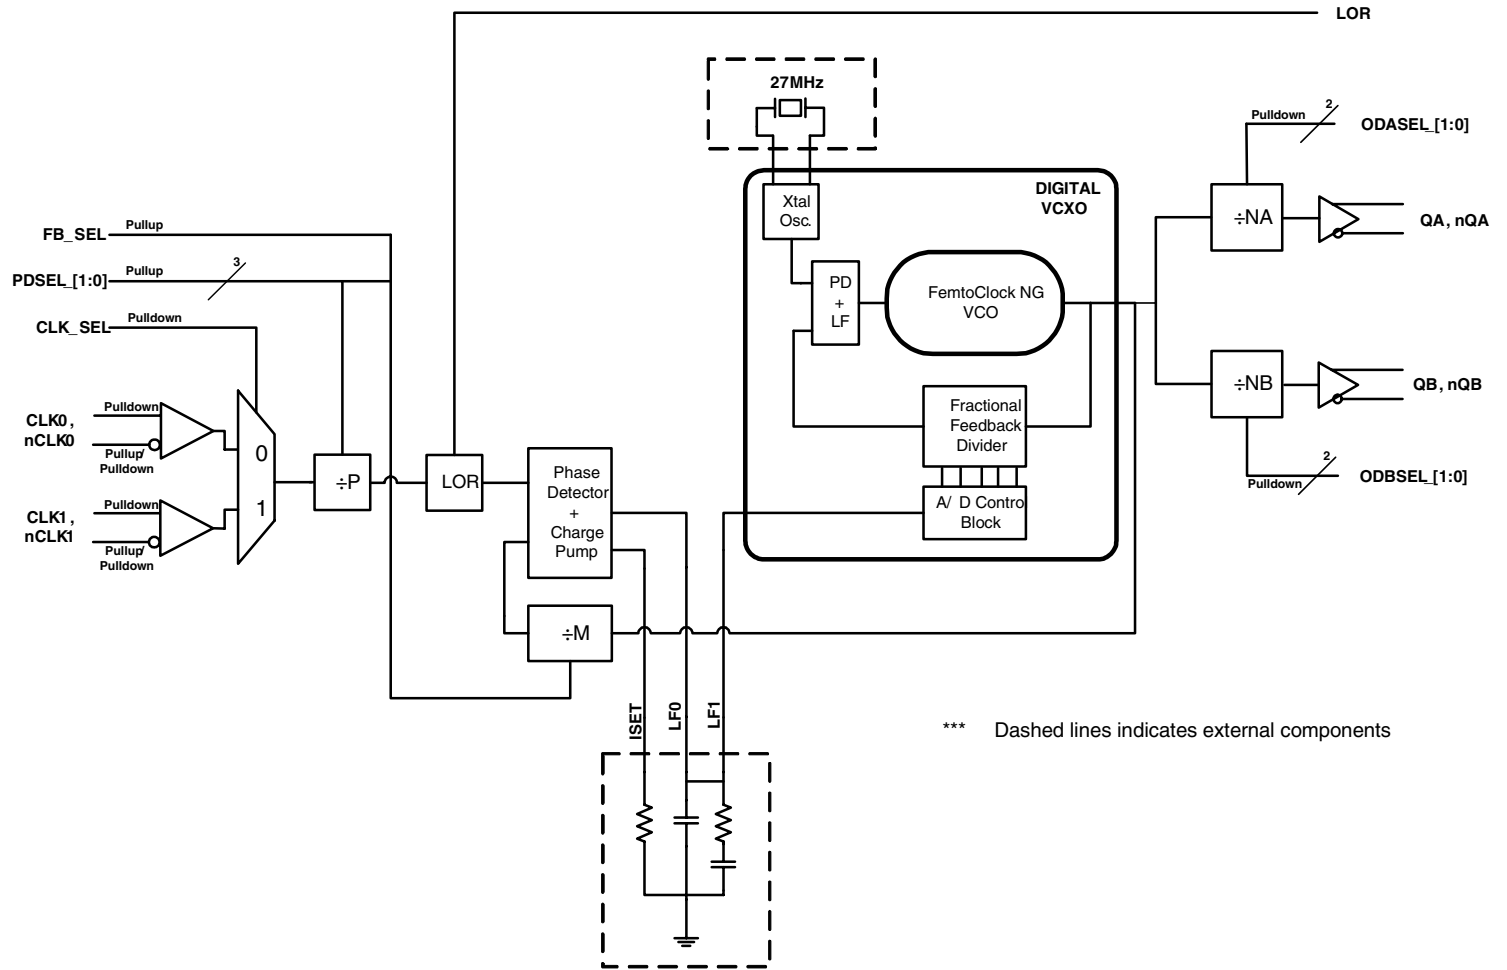 LOR
27MHz
2
Pulldown
ODASEL_[1:0]
DIGITAL
VCXO
Xtal
Osc.
÷NA
QA, nQA
FB_SEL
Pullup
PDSEL_[1:0]
Pullup
3
CLK_SEL
Pulldown
PD
+
LF
FemtoClock NG
VCO
÷NB
QB, nQB
CLK0,
nCLK0
Pulldown
Pullup/
Pulldown
0
1
Fractional
Feedback
Divider
÷P
LOR
Phase
Detector
+
Charge
Pump
2
Pulldown
ODBSEL_[1:0]
A/ D Contro
Block
CLK1,
nCLK1
Pulldown
Pullup/
Pulldown
÷M
ISET
LF0
LF1
*** Dashed lines indicates external components